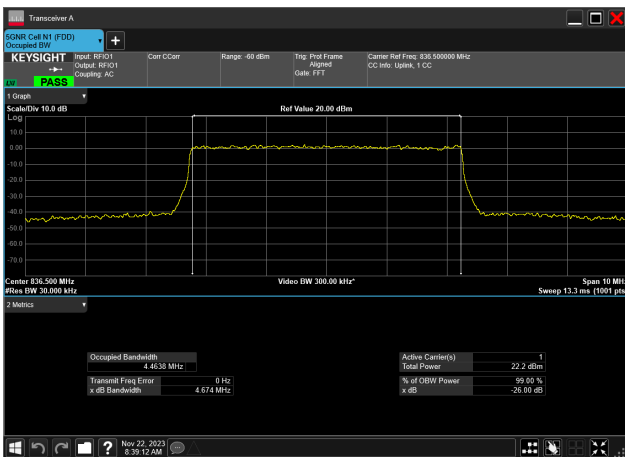 Transceiver A
5GNR Cell N1 (FDD)
Occupied BW
KEYSIGHT
Input: RFIO1
Output: RFIO1
Coupling: AC
Corr CCorr
Range: -60 dBm
Trig: Prot Frame
Aligned
Gate: FFT
Carrier Ref Freq: 836.500000 MHz
CC Info: Uplink, 1 CC
PASS
1 Graph
Scale/Div 10.0 dB
Ref Value 20.00 dBm
Log
10.0
0.00
-10.0
-20.0
-30.0
-40.0
-50.0
-60.0
-70.0
Center 836.500 MHz
Video BW 300.00 kHz*
Span 10 MHz
#Res BW 30.000 kHz
Sweep 13.3 ms (1001 pts
2 Metrics
Occupied Bandwidth
4.4638 MHz
Active Carrier(s) 1
Total Power 22.2 dBm
Transmit Freq Error 0 Hz
x dB Bandwidth 4.674 MHz
% of OBW Power 99.00 %
x dB -26.00 dB
Nov 22, 2023
8:39:12 AM